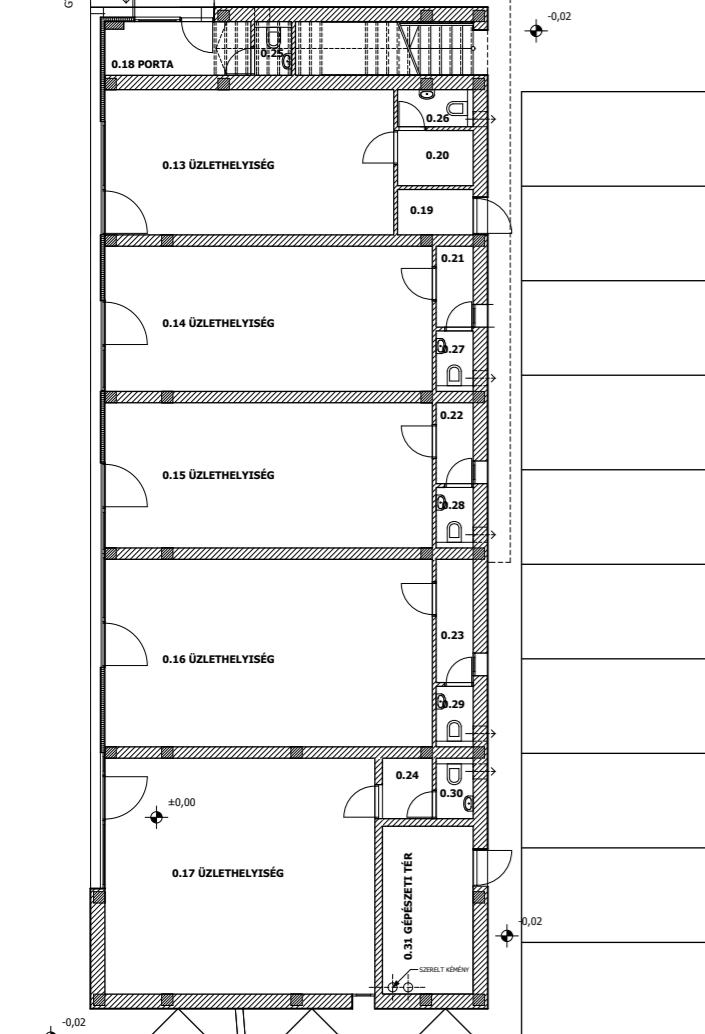 G
-0,02
0.25
0.18 PORTA
0.26
0.20
0.13 ÜZLETHELYISÉG
0.19
0.21
0.14 ÜZLETHELYISÉG
0.27
0.22
0.15 ÜZLETHELYISÉG
0.28
0.23
0.16 ÜZLETHELYISÉG
0.29
0.24
0.30
±0,00
0.17 ÜZLETHELYISÉG
0.31 GÉPÉSZETI TÉR
-0,02
SZERELT KÉMÉNY
-0,02